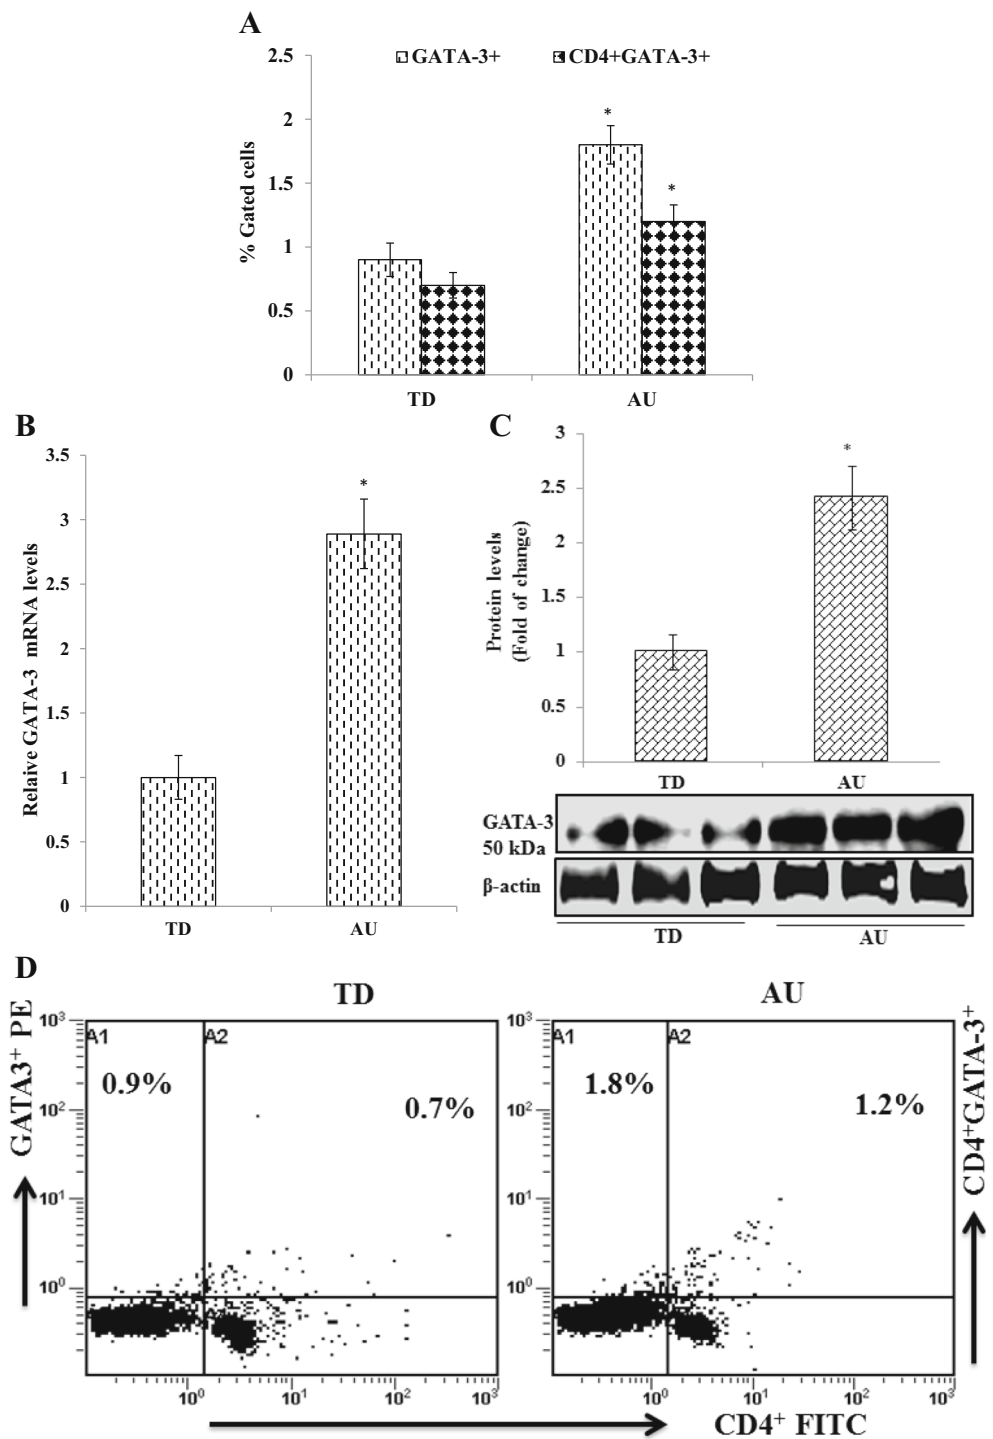 A
2.5
GATA-3+ CD4+GATA-3+
2
1.5
1
0.5
0
% Gated cells
*
*
TD AU
B
3.5
3
2.5
2
1.5
1
0.5
0
Relaive GATA-3 mRNA levels
*
TD AU
C
3
2.5
2
1.5
1
0.5
0
Protein levels
(Fold of change)
*
TD AU
GATA-3
50 kDa
β-actin
TD AU
D
TD AU
GATA3⁺ PE
10³
10²
10¹
10⁰
A1 A2
0.9% 0.7%
10⁰ 10¹ 10² 10³
10³
10²
10¹
10⁰
A1 A2
1.8% 1.2%
10⁰ 10¹ 10² 10³
CD4⁺GATA-3⁺
CD4⁺ FITC